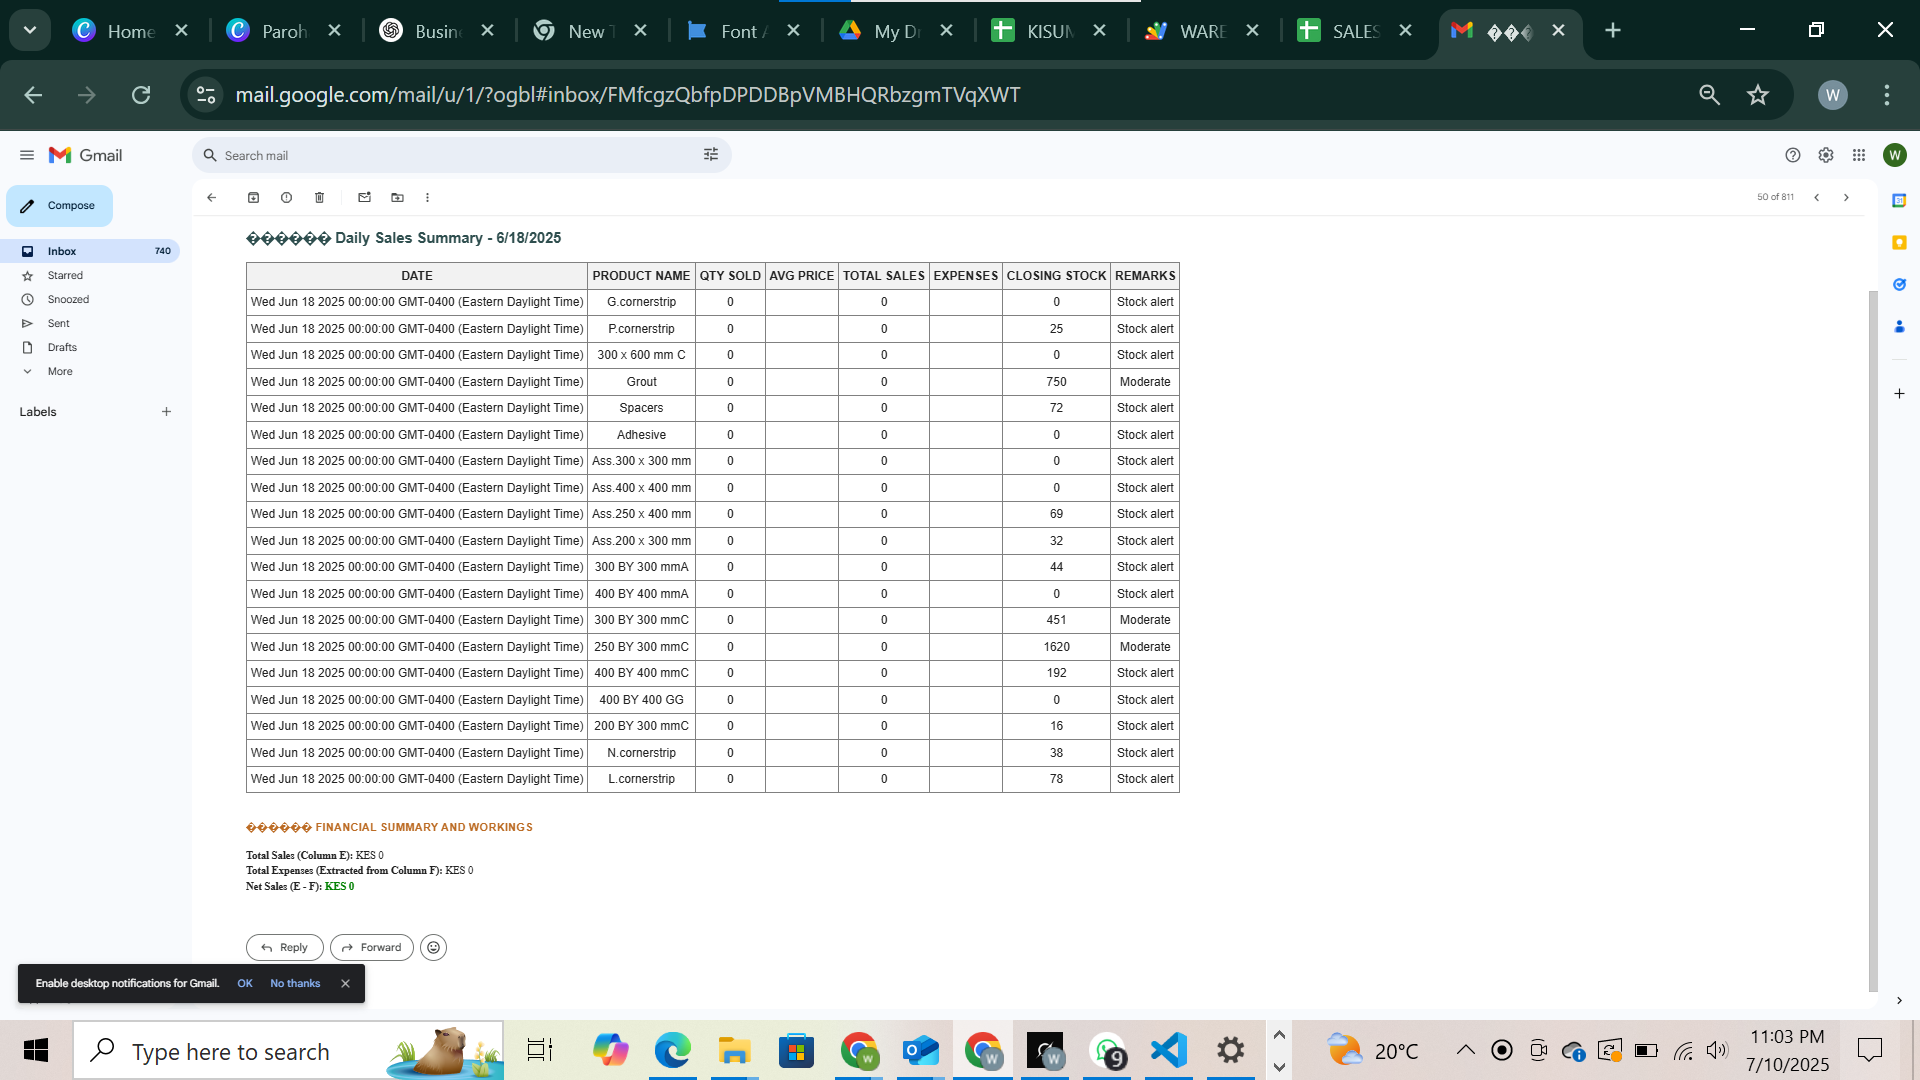 Home
Paroh
Busin
New T
Font A
My Dr
KISUM
WARE
SALES
���
mail.google.com/mail/u/1/?ogbl#inbox/FMfcgzQbfpDPDDBpVMBHQRbzgmTVqXWT
W
Gmail
Search mail
W
Compose
50 of 811
Inbox 740
Starred
Snoozed
Sent
Drafts
More
Labels
������ Daily Sales Summary - 6/18/2025
DATE PRODUCT NAME QTY SOLD AVG PRICE TOTAL SALES EXPENSES CLOSING STOCK REMARKS
Wed Jun 18 2025 00:00:00 GMT-0400 (Eastern Daylight Time) G.cornerstrip 0 0 0 Stock alert
Wed Jun 18 2025 00:00:00 GMT-0400 (Eastern Daylight Time) P.cornerstrip 0 0 25 Stock alert
Wed Jun 18 2025 00:00:00 GMT-0400 (Eastern Daylight Time) 300 x 600 mm C 0 0 0 Stock alert
Wed Jun 18 2025 00:00:00 GMT-0400 (Eastern Daylight Time) Grout 0 0 750 Moderate
Wed Jun 18 2025 00:00:00 GMT-0400 (Eastern Daylight Time) Spacers 0 0 72 Stock alert
Wed Jun 18 2025 00:00:00 GMT-0400 (Eastern Daylight Time) Adhesive 0 0 0 Stock alert
Wed Jun 18 2025 00:00:00 GMT-0400 (Eastern Daylight Time) Ass.300 x 300 mm 0 0 0 Stock alert
Wed Jun 18 2025 00:00:00 GMT-0400 (Eastern Daylight Time) Ass.400 x 400 mm 0 0 0 Stock alert
Wed Jun 18 2025 00:00:00 GMT-0400 (Eastern Daylight Time) Ass.250 x 400 mm 0 0 69 Stock alert
Wed Jun 18 2025 00:00:00 GMT-0400 (Eastern Daylight Time) Ass.200 x 300 mm 0 0 32 Stock alert
Wed Jun 18 2025 00:00:00 GMT-0400 (Eastern Daylight Time) 300 BY 300 mmA 0 0 44 Stock alert
Wed Jun 18 2025 00:00:00 GMT-0400 (Eastern Daylight Time) 400 BY 400 mmA 0 0 0 Stock alert
Wed Jun 18 2025 00:00:00 GMT-0400 (Eastern Daylight Time) 300 BY 300 mmC 0 0 451 Moderate
Wed Jun 18 2025 00:00:00 GMT-0400 (Eastern Daylight Time) 250 BY 300 mmC 0 0 1620 Moderate
Wed Jun 18 2025 00:00:00 GMT-0400 (Eastern Daylight Time) 400 BY 400 mmC 0 0 192 Stock alert
Wed Jun 18 2025 00:00:00 GMT-0400 (Eastern Daylight Time) 400 BY 400 GG 0 0 0 Stock alert
Wed Jun 18 2025 00:00:00 GMT-0400 (Eastern Daylight Time) 200 BY 300 mmC 0 0 16 Stock alert
Wed Jun 18 2025 00:00:00 GMT-0400 (Eastern Daylight Time) N.cornerstrip 0 0 38 Stock alert
Wed Jun 18 2025 00:00:00 GMT-0400 (Eastern Daylight Time) L.cornerstrip 0 0 78 Stock alert
������ FINANCIAL SUMMARY AND WORKINGS
Total Sales (Column E): KES 0
Total Expenses (Extracted from Column F): KES 0
Net Sales (E - F): KES 0
Reply
Forward
Enable desktop notifications for Gmail. OK No thanks
Type here to search
20°C
11:03 PM
7/10/2025